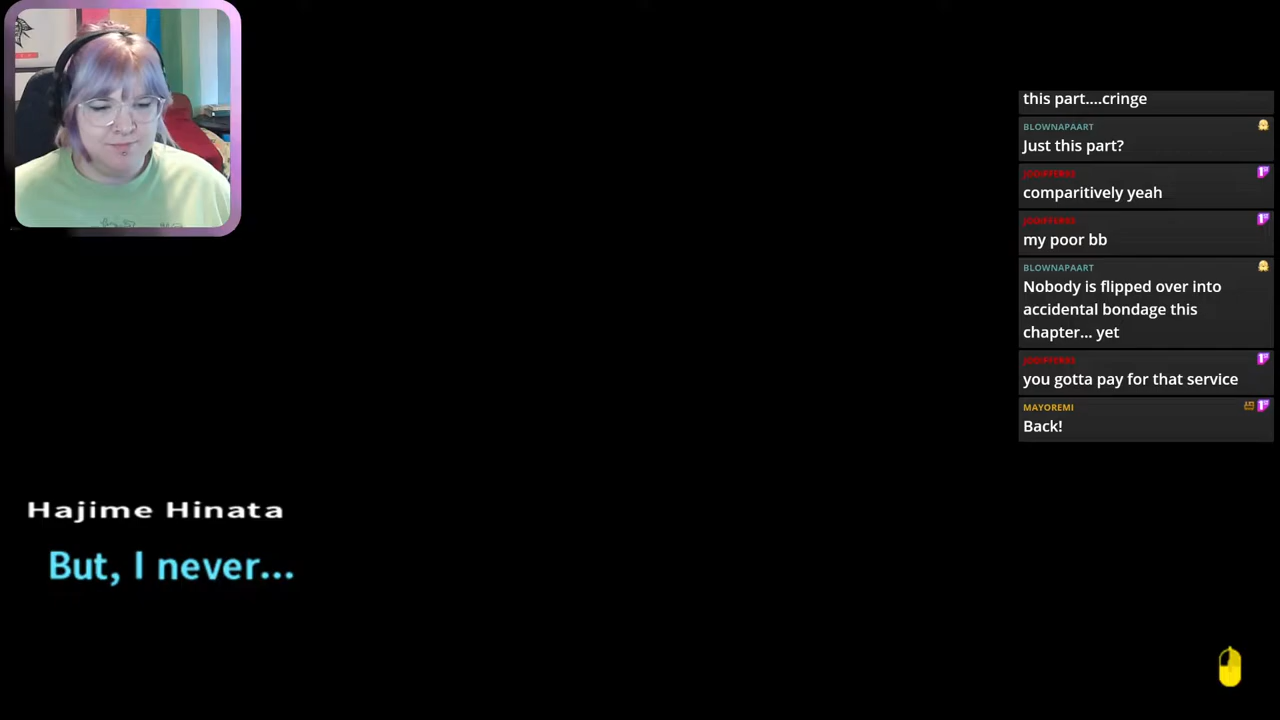 this part....cringe
BLOWNAPAART
Just this part?
comparitively yeah
my poor bb
BLOWNAPAART
Nobody is flipped over into
accidental bondage this
chapter... yet
you gotta pay for that service
MAYOREMI
Back!
Hajime Hinata
But, I never...